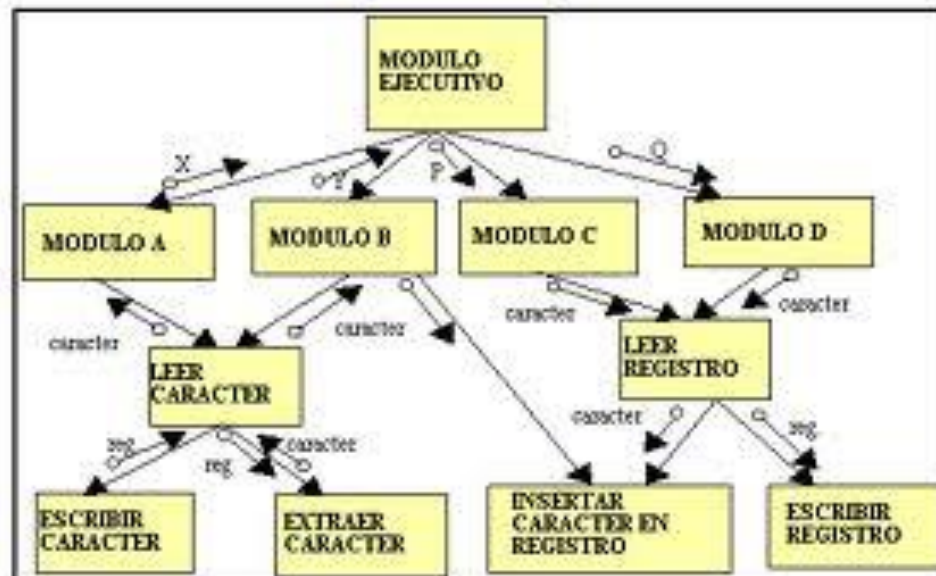 MODULO
EJECUTIVO
X
Y
P
Q
MODULO A
MODULO B
MODULO C
MODULO D
caracter
caracter
caracter
caracter
LEER
CARACTER
LEER
REGISTRO
reg
reg
caracter
caracter
reg
ESCRIBIR
CARACTER
EXTRAER
CARACTER
INSERTAR
CARACTER EN
REGISTRO
ESCRIBIR
REGISTRO